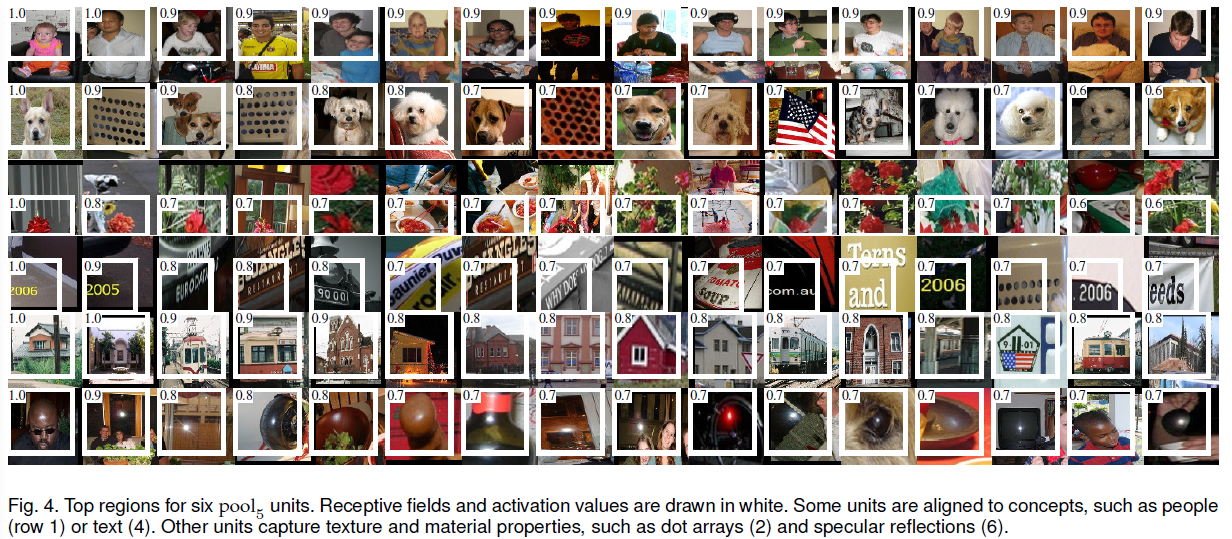 1.0 1.0 0.9 0.9 0.9 0.9 0.9 0.9 0.9 0.9 0.9 0.9 0.9 0.9 0.9 0.9
1.0 0.9 0.8 0.8 0.8 0.8 0.7 0.7 0.7 0.7 0.7 0.7 0.7 0.6 0.6 0.6
1.0 0.8 0.7 0.7 0.7 0.7 0.7 0.7 0.7 0.7 0.7 0.7 0.7 0.7 0.6 0.6
1.0 0.9 0.8 0.8 0.8 0.7 0.7 0.7 0.7 0.7 0.7 0.7 0.7 0.7 0.7 0.7
2006 2005 90 00 WHY DOE SOUP com.au Terns and 2006 2006 eeds
1.0 1.0 0.9 0.9 0.9 0.8 0.8 0.8 0.8 0.8 0.8 0.8 0.8 0.8 0.8 0.8
9-11-01
1.0 0.9 0.8 0.8 0.8 0.7 0.7 0.7 0.7 0.7 0.7 0.7 0.7 0.7 0.7 0.7
Fig. 4. Top regions for six pool5 units. Receptive fields and activation values are drawn in white. Some units are aligned to concepts, such as people
(row 1) or text (4). Other units capture texture and material properties, such as dot arrays (2) and specular reflections (6).